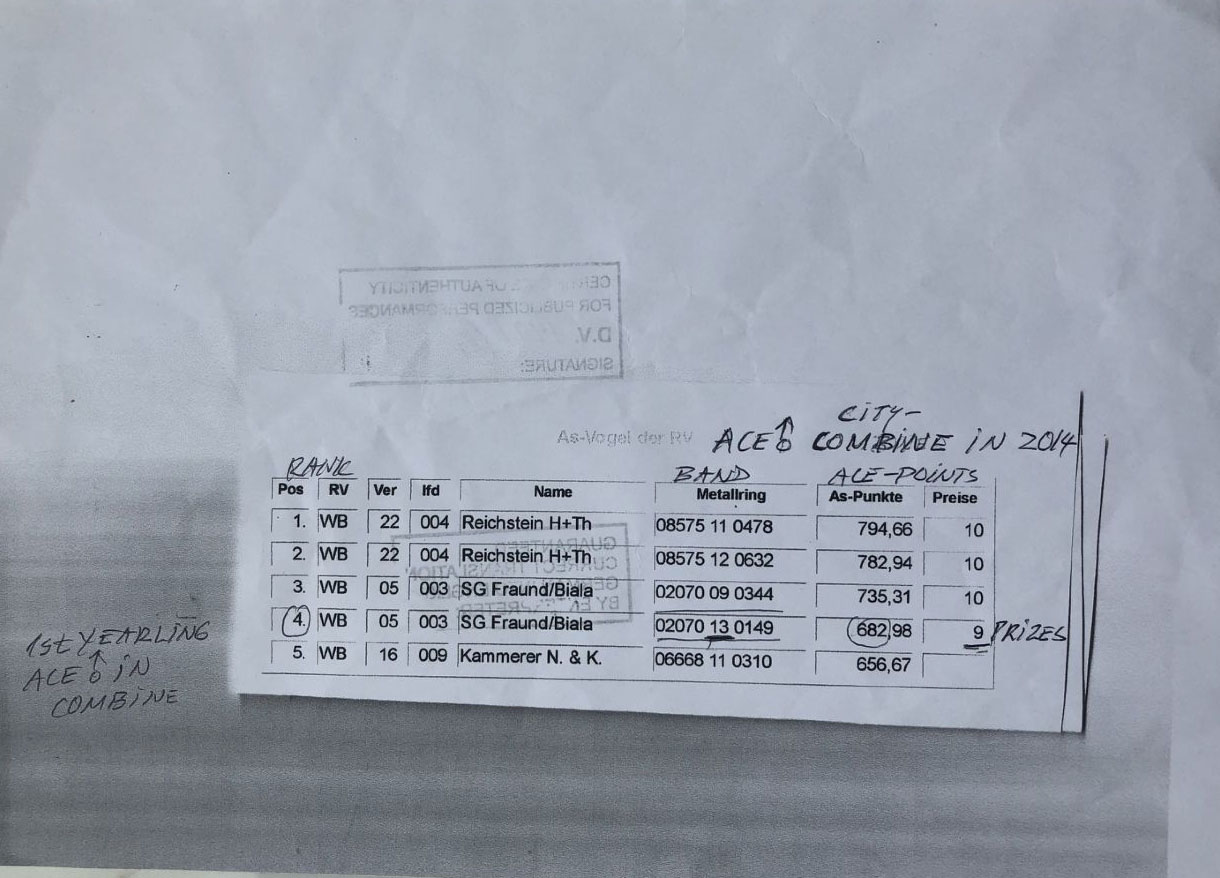 CERTIFICATE OF AUTHENTICITY
FOR PUBLICIZED PERFORMANCES
D.V.
SIGNATURE:
CITY-
As-Vogel der RV ACE COMBINE IN 2014
RANK BAND ACE-POINTS
Pos RV Ver lfd Name Metallring As-Punkte Preise
1. WB 22 004 Reichstein H+Th 08575 11 0478 794,66 10
2. WB 22 004 Reichstein H+Th 08575 12 0632 782,94 10
3. WB 05 003 SG Fraund/Biala 02070 09 0344 735,31 10
4. WB 05 003 SG Fraund/Biala 02070 13 0149 682,98 9 PRIZES
5. WB 16 009 Kammerer N. & K. 06668 11 0310 656,67
1st YEARLING
ACE IN
COMBINE